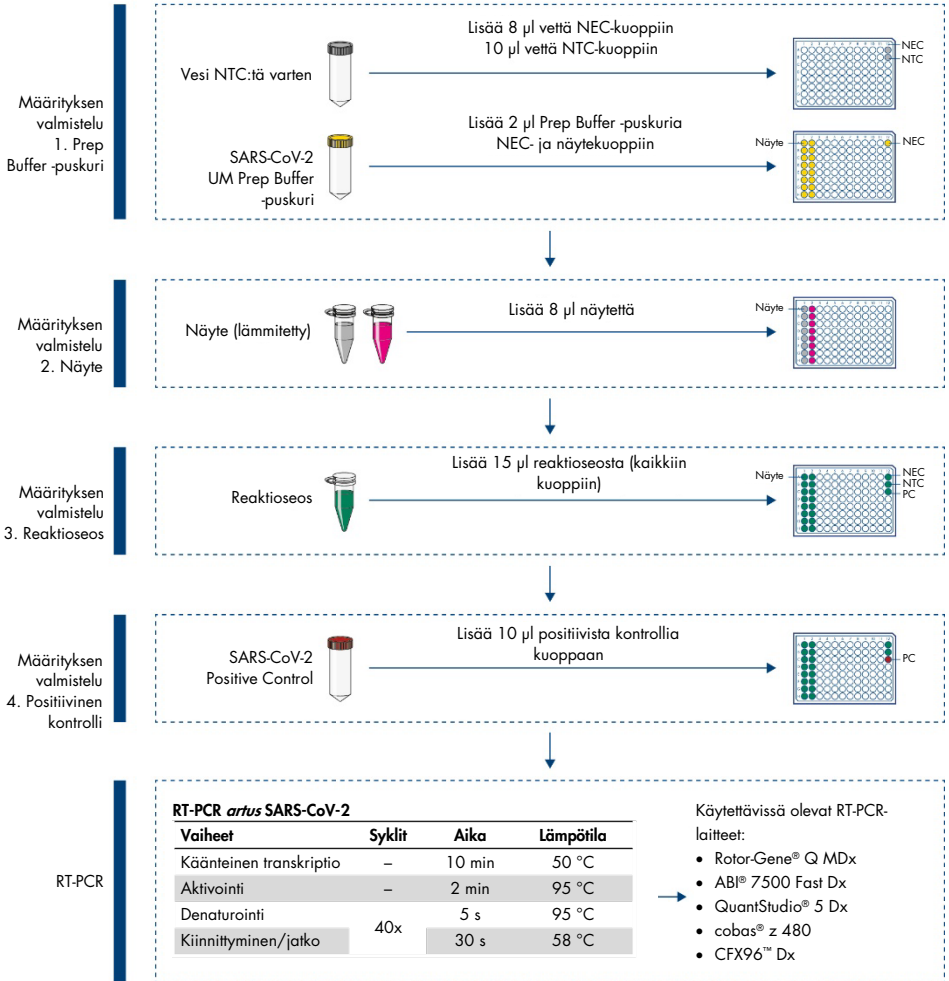 Määrityksen
valmistelu
1. Prep
Buffer -puskuri
Vesi NTC:tä varten
Lisää 8 µl vettä NEC-kuoppiin
10 µl vettä NTC-kuoppiin
NEC
NTC
SARS-CoV-2
UM Prep Buffer
-puskuri
Lisää 2 µl Prep Buffer -puskuria
NEC- ja näytekuoppiin
Näyte
NEC
Määrityksen
valmistelu
2. Näyte
Näyte (lämmitetty)
Lisää 8 µl näytettä
Näyte
Määrityksen
valmistelu
3. Reaktioseos
Reaktioseos
Lisää 15 µl reaktioseosta (kaikkiin
kuoppiin)
Näyte
NEC
NTC
PC
Määrityksen
valmistelu
4. Positiivinen
kontrolli
SARS-CoV-2
Positive Control
Lisää 10 µl positiivista kontrollia
kuoppaan
PC
RT-PCR
RT-PCR artus SARS-CoV-2
Vaiheet Syklit Aika Lämpötila
Käänteinen transkriptio – 10 min 50 °C
Aktivointi – 2 min 95 °C
Denaturointi 40x 5 s 95 °C
Kiinnittyminen/jatko 30 s 58 °C
Käytettävissä olevat RT-PCR-
laitteet:
• Rotor-Gene® Q MDx
• ABI® 7500 Fast Dx
• QuantStudio® 5 Dx
• cobas® z 480
• CFX96™ Dx